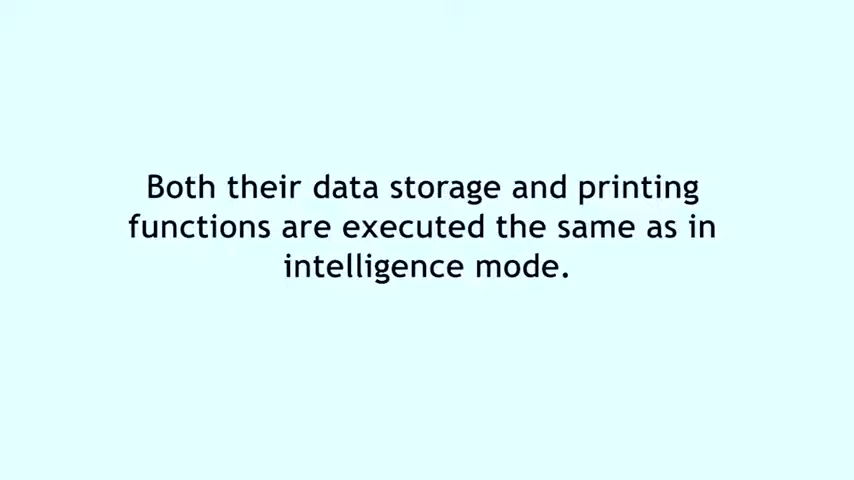 Both their data storage and printing
functions are executed the same as in
intelligence mode.